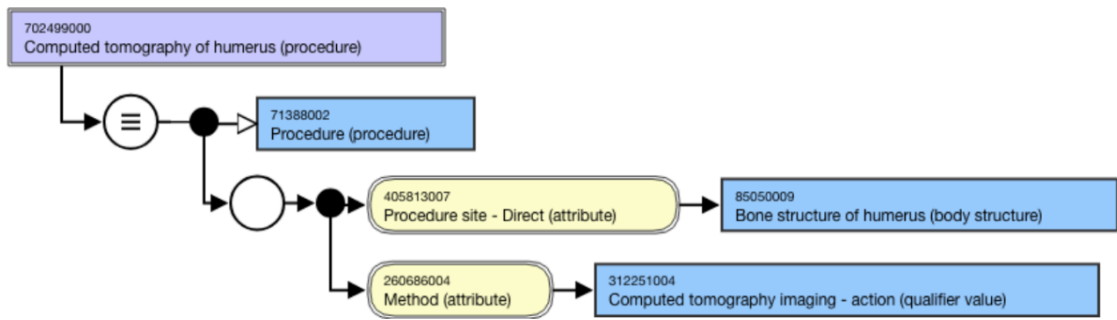 702499000
Computed tomography of humerus (procedure)
71388002
Procedure (procedure)
405813007
Procedure site - Direct (attribute)
85050009
Bone structure of humerus (body structure)
260686004
Method (attribute)
312251004
Computed tomography imaging - action (qualifier value)